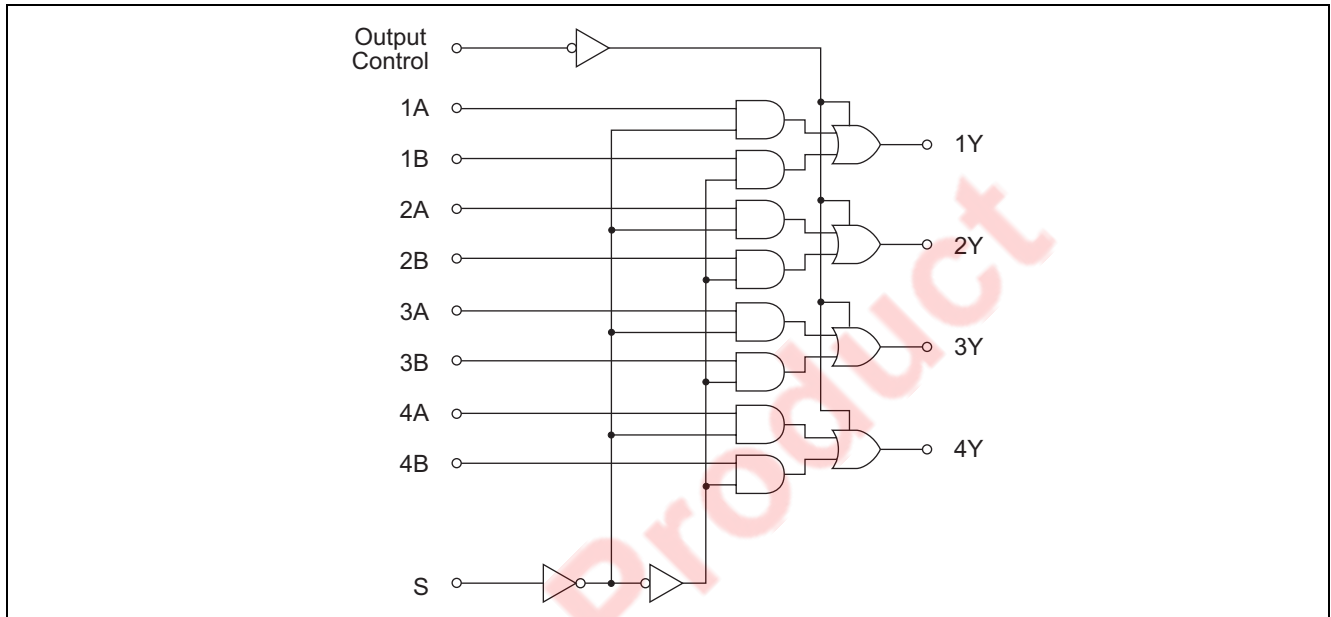 Output
Control
1A
1B
2A
2B
3A
3B
4A
4B
S
1Y
2Y
3Y
4Y
Product